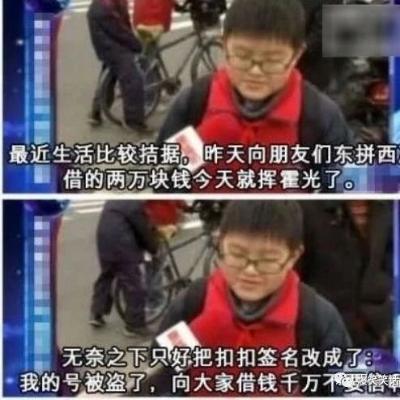 最近生活比较拮据，昨天向朋友们东拼西
借的两万块钱今天就挥霍光了。
无奈之下只好把扣扣签名改成了：
我的号被盗了，向大家借钱千万不要信